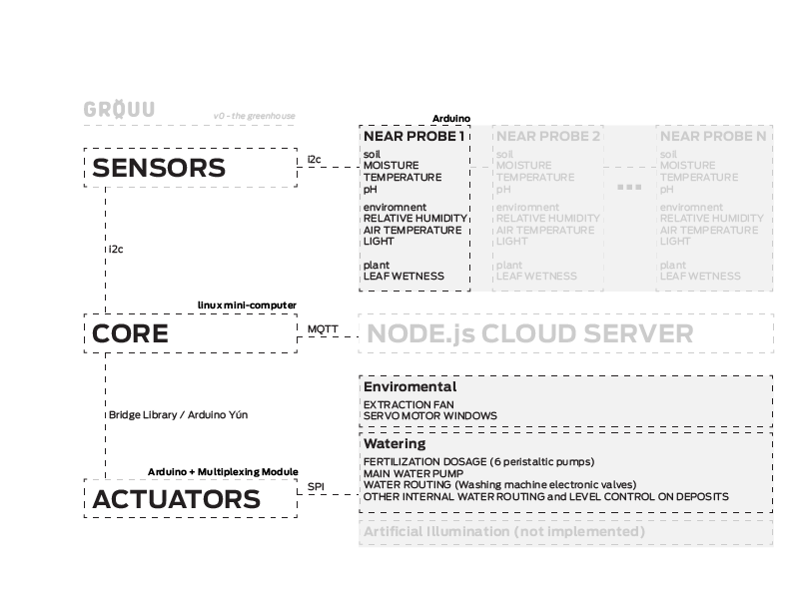 GRÖUU
v0 - the greenhouse
SENSORS
I2c
Arduino
NEAR PROBE 1
soil
MOISTURE
TEMPERATURE
pH
enviromnent
RELATIVE HUMIDITY
AIR TEMPERATURE
LIGHT
plant
LEAF WETNESS
NEAR PROBE 2
soil
MOISTURE
TEMPERATURE
pH
enviromnent
RELATIVE HUMIDITY
AIR TEMPERATURE
LIGHT
plant
LEAF WETNESS
...
NEAR PROBE N
soil
MOISTURE
TEMPERATURE
pH
enviromnent
RELATIVE HUMIDITY
AIR TEMPERATURE
LIGHT
plant
LEAF WETNESS
i2c
linux mini-computer
CORE
MQTT
NODE.js CLOUD SERVER
Bridge Library / Arduino Yún
Arduino + Multiplexing Module
ACTUATORS
SPI
Enviromental
EXTRACTION FAN
SERVO MOTOR WINDOWS
Watering
FERTILIZATION DOSAGE (6 peristaltic pumps)
MAIN WATER PUMP
WATER ROUTING (Washing machine electronic valves)
OTHER INTERNAL WATER ROUTING and LEVEL CONTROL ON DEPOSITS
Artificial Illumination (not implemented)